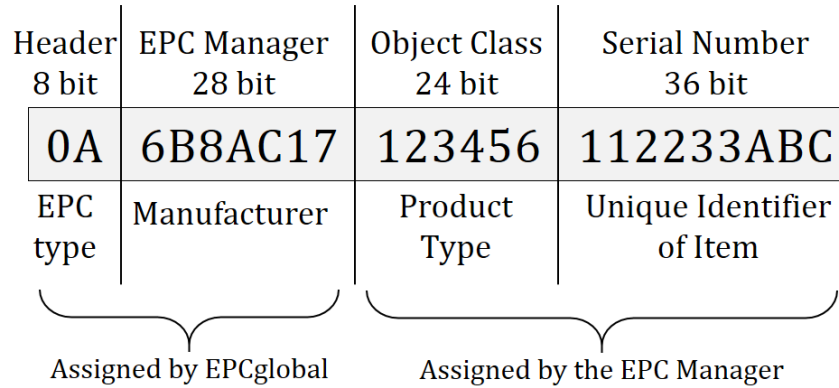 Header EPC Manager Object Class Serial Number
8 bit 28 bit 24 bit 36 bit
0A 6B8AC17 123456 112233ABC
EPC type Manufacturer Product Type Unique Identifier of Item
Assigned by EPCglobal Assigned by the EPC Manager